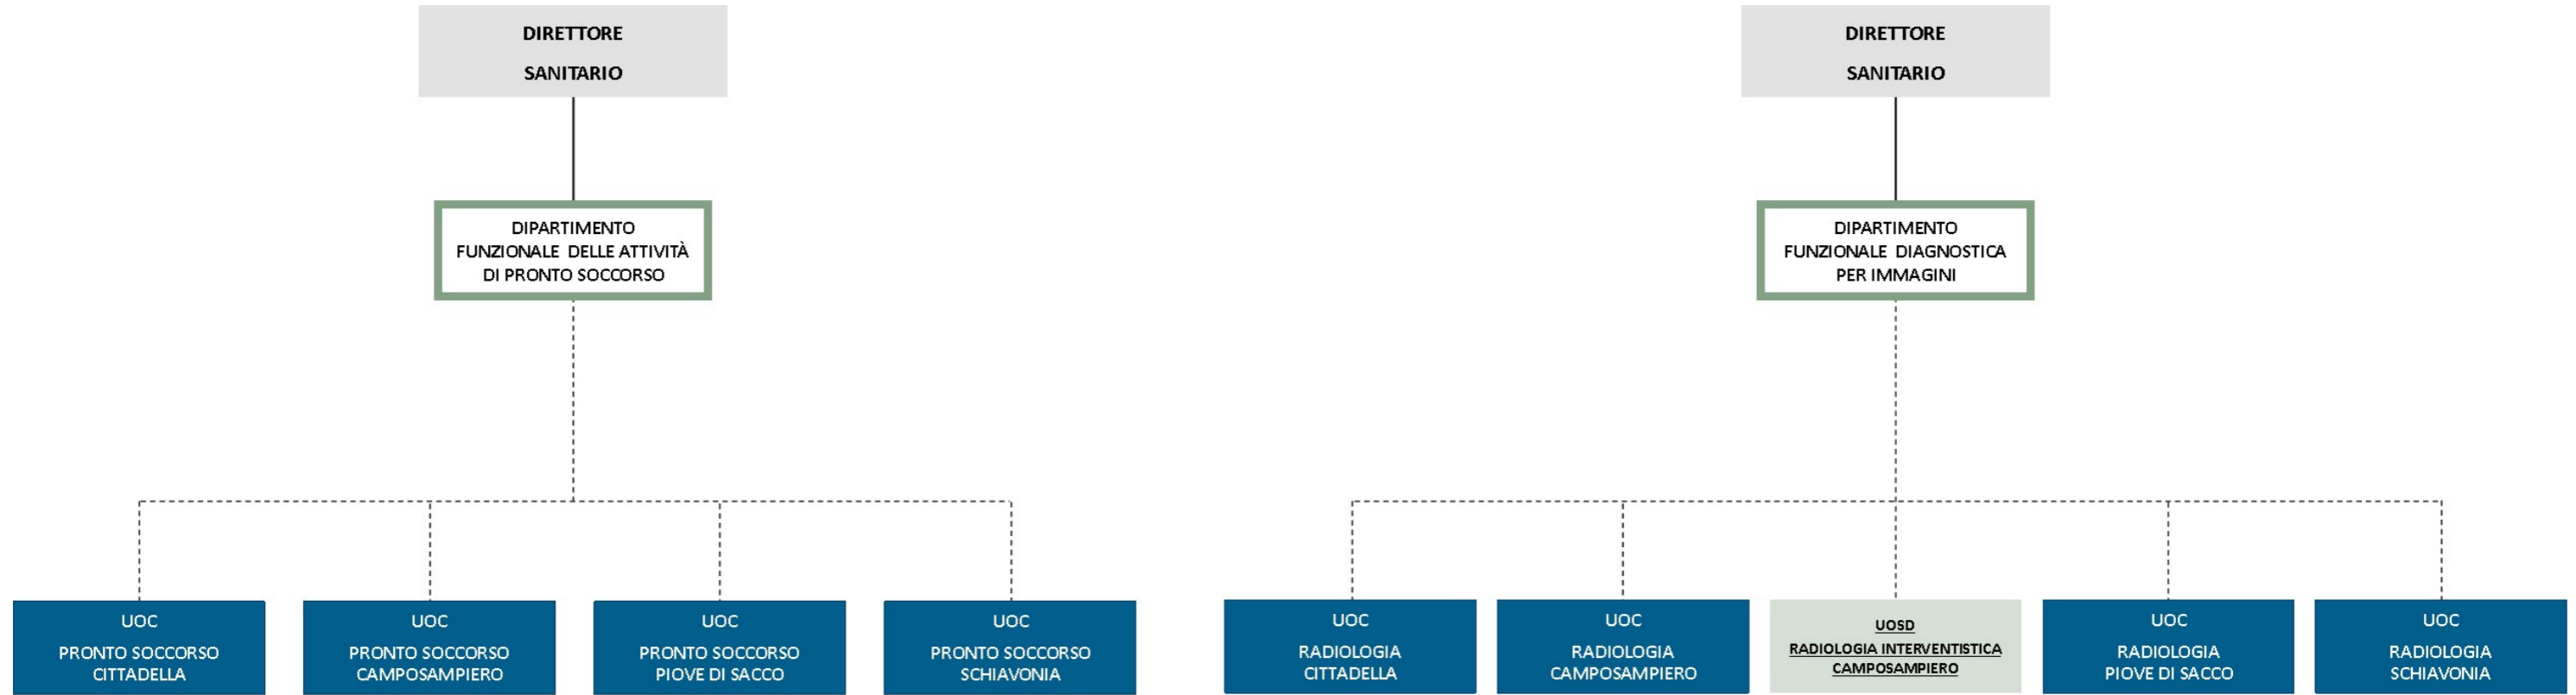 DIRETTORE
SANITARIO
DIPARTIMENTO
FUNZIONALE DELLE ATTIVITÀ
DI PRONTO SOCCORSO
UOC
PRONTO SOCCORSO
CITTADELLA
UOC
PRONTO SOCCORSO
CAMPOSAMPIERO
UOC
PRONTO SOCCORSO
PIOVE DI SACCO
UOC
PRONTO SOCCORSO
SCHIAVONIA
DIRETTORE
SANITARIO
DIPARTIMENTO
FUNZIONALE DIAGNOSTICA
PER IMMAGINI
UOC
RADIOLOGIA
CITTADELLA
UOC
RADIOLOGIA
CAMPOSAMPIERO
UOSD
RADIOLOGIA INTERVENTISTICA
CAMPOSAMPIERO
UOC
RADIOLOGIA
PIOVE DI SACCO
UOC
RADIOLOGIA
SCHIAVONIA